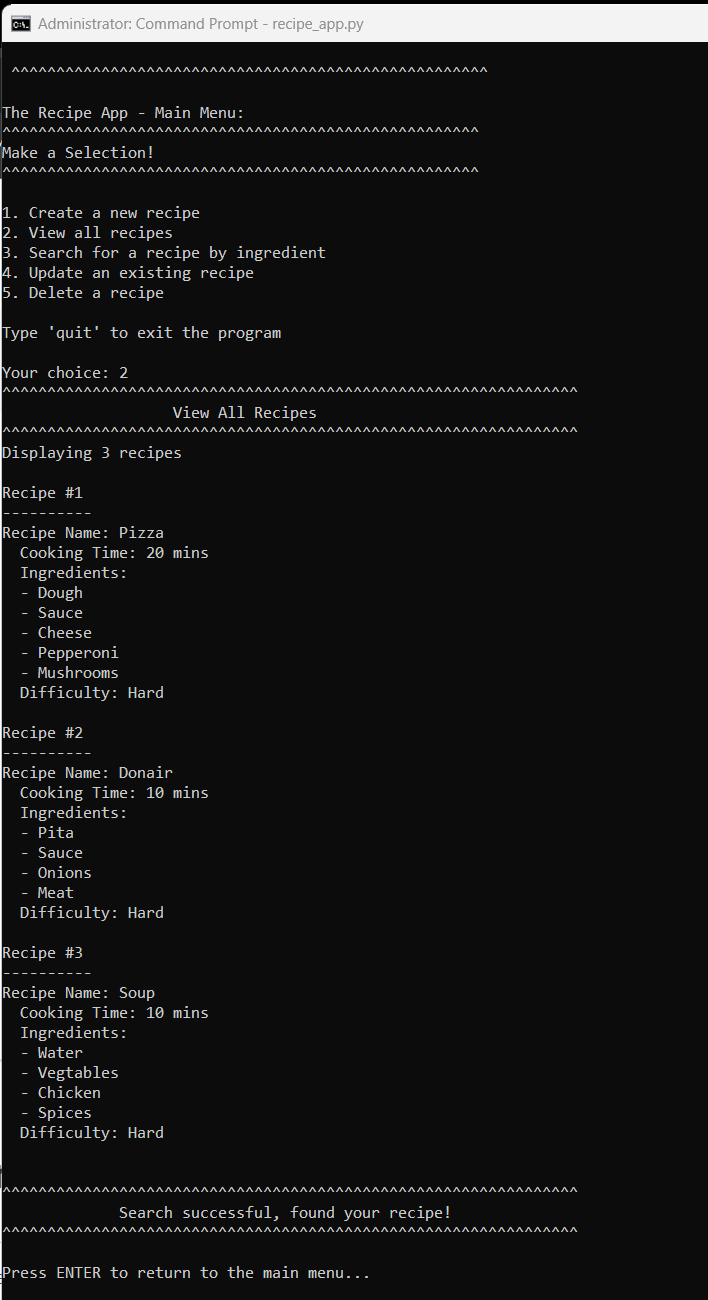 Administrator: Command Prompt - recipe_app.py
^^^^^^^^^^^^^^^^^^^^^^^^^^^^^^^^^^^^^^^^^^^^^^^^^^^^^
The Recipe App - Main Menu:
^^^^^^^^^^^^^^^^^^^^^^^^^^^^^^^^^^^^^^^^^^^^^^^^^^^^^
Make a Selection!
^^^^^^^^^^^^^^^^^^^^^^^^^^^^^^^^^^^^^^^^^^^^^^^^^^^^^
1. Create a new recipe
2. View all recipes
3. Search for a recipe by ingredient
4. Update an existing recipe
5. Delete a recipe
Type 'quit' to exit the program
Your choice: 2
^^^^^^^^^^^^^^^^^^^^^^^^^^^^^^^^^^^^^^^^^^^^^^^^^^^^^^^^^^^^^^^^
View All Recipes
^^^^^^^^^^^^^^^^^^^^^^^^^^^^^^^^^^^^^^^^^^^^^^^^^^^^^^^^^^^^^^^^
Displaying 3 recipes
Recipe #1
----------
Recipe Name: Pizza
Cooking Time: 20 mins
Ingredients:
- Dough
- Sauce
- Cheese
- Pepperoni
- Mushrooms
Difficulty: Hard
Recipe #2
----------
Recipe Name: Donair
Cooking Time: 10 mins
Ingredients:
- Pita
- Sauce
- Onions
- Meat
Difficulty: Hard
Recipe #3
----------
Recipe Name: Soup
Cooking Time: 10 mins
Ingredients:
- Water
- Vegtables
- Chicken
- Spices
Difficulty: Hard
^^^^^^^^^^^^^^^^^^^^^^^^^^^^^^^^^^^^^^^^^^^^^^^^^^^^^^^^^^^^^^^^
Search successful, found your recipe!
^^^^^^^^^^^^^^^^^^^^^^^^^^^^^^^^^^^^^^^^^^^^^^^^^^^^^^^^^^^^^^^^
Press ENTER to return to the main menu...